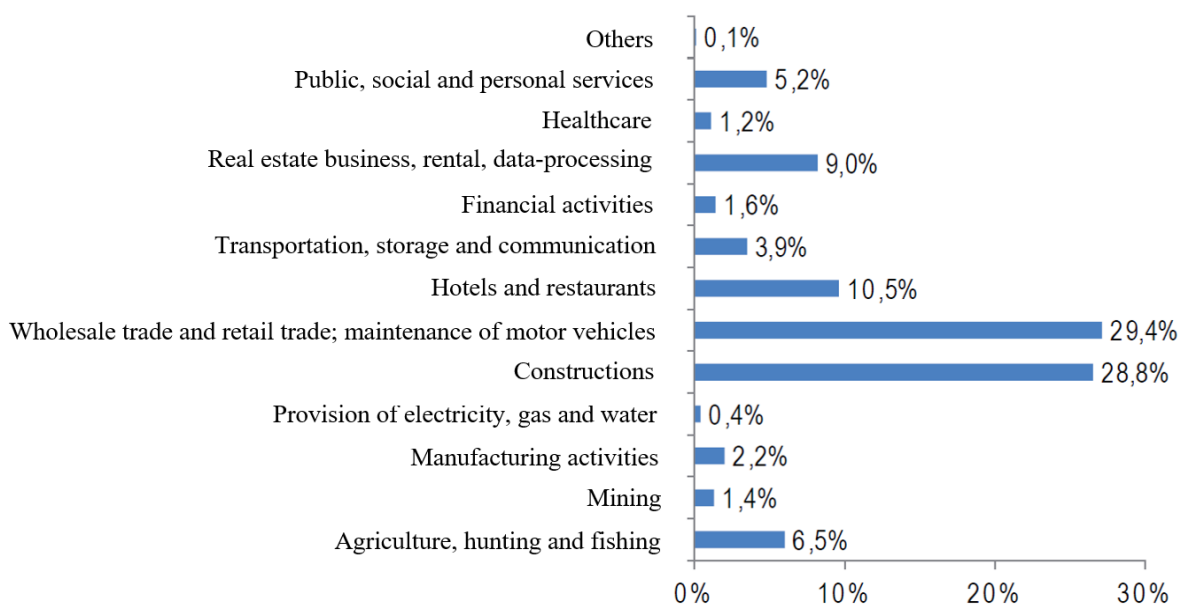 Others 0,1%
Public, social and personal services 5,2%
Healthcare 1,2%
Real estate business, rental, data-processing 9,0%
Financial activities 1,6%
Transportation, storage and communication 3,9%
Hotels and restaurants 10,5%
Wholesale trade and retail trade; maintenance of motor vehicles 29,4%
Constructions 28,8%
Provision of electricity, gas and water 0,4%
Manufacturing activities 2,2%
Mining 1,4%
Agriculture, hunting and fishing 6,5%
0% 10% 20% 30%